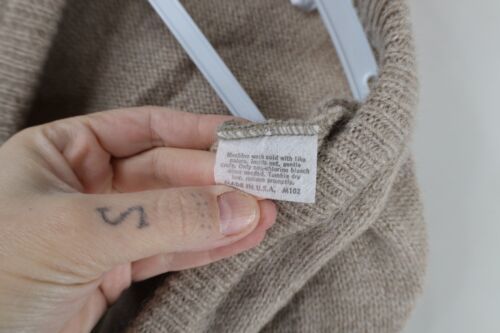 Machine wash cold with like
colors, inside out, gentle
cycle. Only non-chlorine bleach
when needed. Tumble dry
low, remove promptly.
MADE IN U.S.A. M102
S